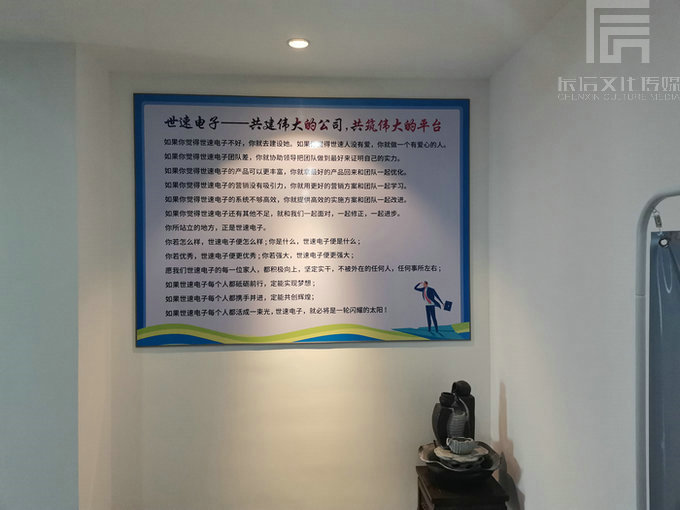 辰信文化传媒
CHENXIN CULTURE MEDIA
世速电子——共建伟大的公司,共筑伟大的平台
如果你觉得世速电子不好,你就去建设她。如果你觉得世速人没有爱,你就做一个有爱心的人。
如果你觉得世速电子团队差,你就协助领导把团队做到最好来证明自己的实力。
如果你觉得世速电子的产品可以更丰富,你就拿最好的产品回来和团队一起优化。
如果你觉得世速电子的营销没有吸引力,你就用更好的营销方案和团队一起学习。
如果你觉得世速电子的系统不够高效,你就提供高效的实施方案和团队一起改进。
如果你觉得世速电子还有其他不足,就和我们一起面对,一起修正,一起进步。
你所站立的地方,正是世速电子。
你若怎么样,世速电子便怎么样;你是什么,世速电子便是什么;
你若优秀,世速电子便更优秀;你若强大,世速电子便更强大;
愿我们世速电子的每一位家人,都积极向上,坚定实干,不被外在的任何人,任何事所左右;
如果世速电子每个人都砥砺前行,定能实现梦想;
如果世速电子每个人都携手并进,定能共创辉煌;
如果世速电子每个人都活成一束光,世速电子,就必将是一轮闪耀的太阳!